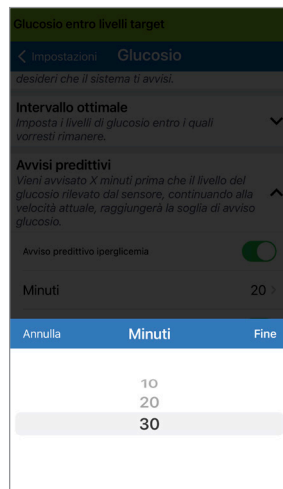 Glucosio entro livelli target
Impostazioni Glucosio
desideri che il sistema ti avvisi.
Intervallo ottimale
Imposta i livelli di glucosio entro i quali
vorresti rimanere.
Avvisi predittivi
Vieni avvisato X minuti prima che il livello del
glucosio rilevato dal sensore, continuando alla
velocità attuale, raggiungerà la soglia di avviso
glucosio.
Avviso predittivo iperglicemia
Minuti 20
Annulla Minuti Fine
10
20
30